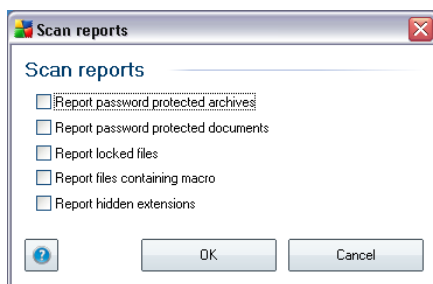 Scan reports
Scan reports
Report password protected archives
Report password protected documents
Report locked files
Report files containing macro
Report hidden extensions
?
OK
Cancel